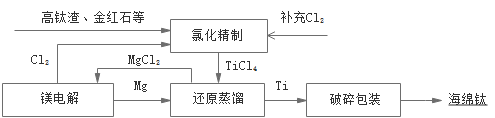 高钛渣、金红石等
氯化精制
补充Cl₂
Cl₂
MgCl₂
TiCl₄
镁电解
Mg
还原蒸馏
Ti
破碎包装
海绵钛